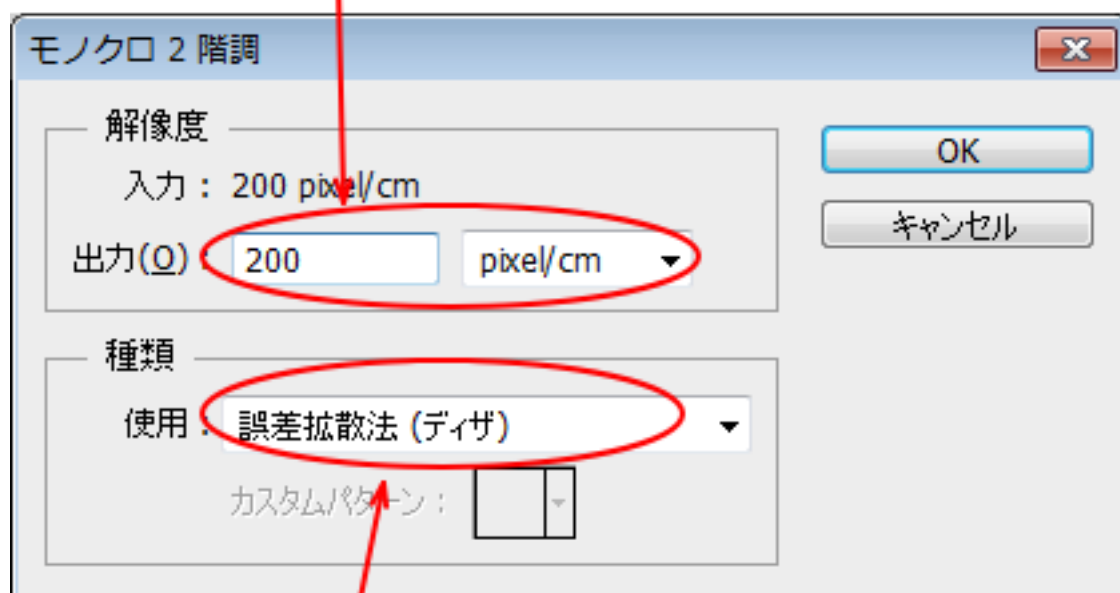 モノクロ 2 階調
解像度
入力 : 200 pixel/cm
出力(O) : 200 pixel/cm
種類
使用 : 誤差拡散法 (ディザ)
カスタムパターン :
OK
キャンセル